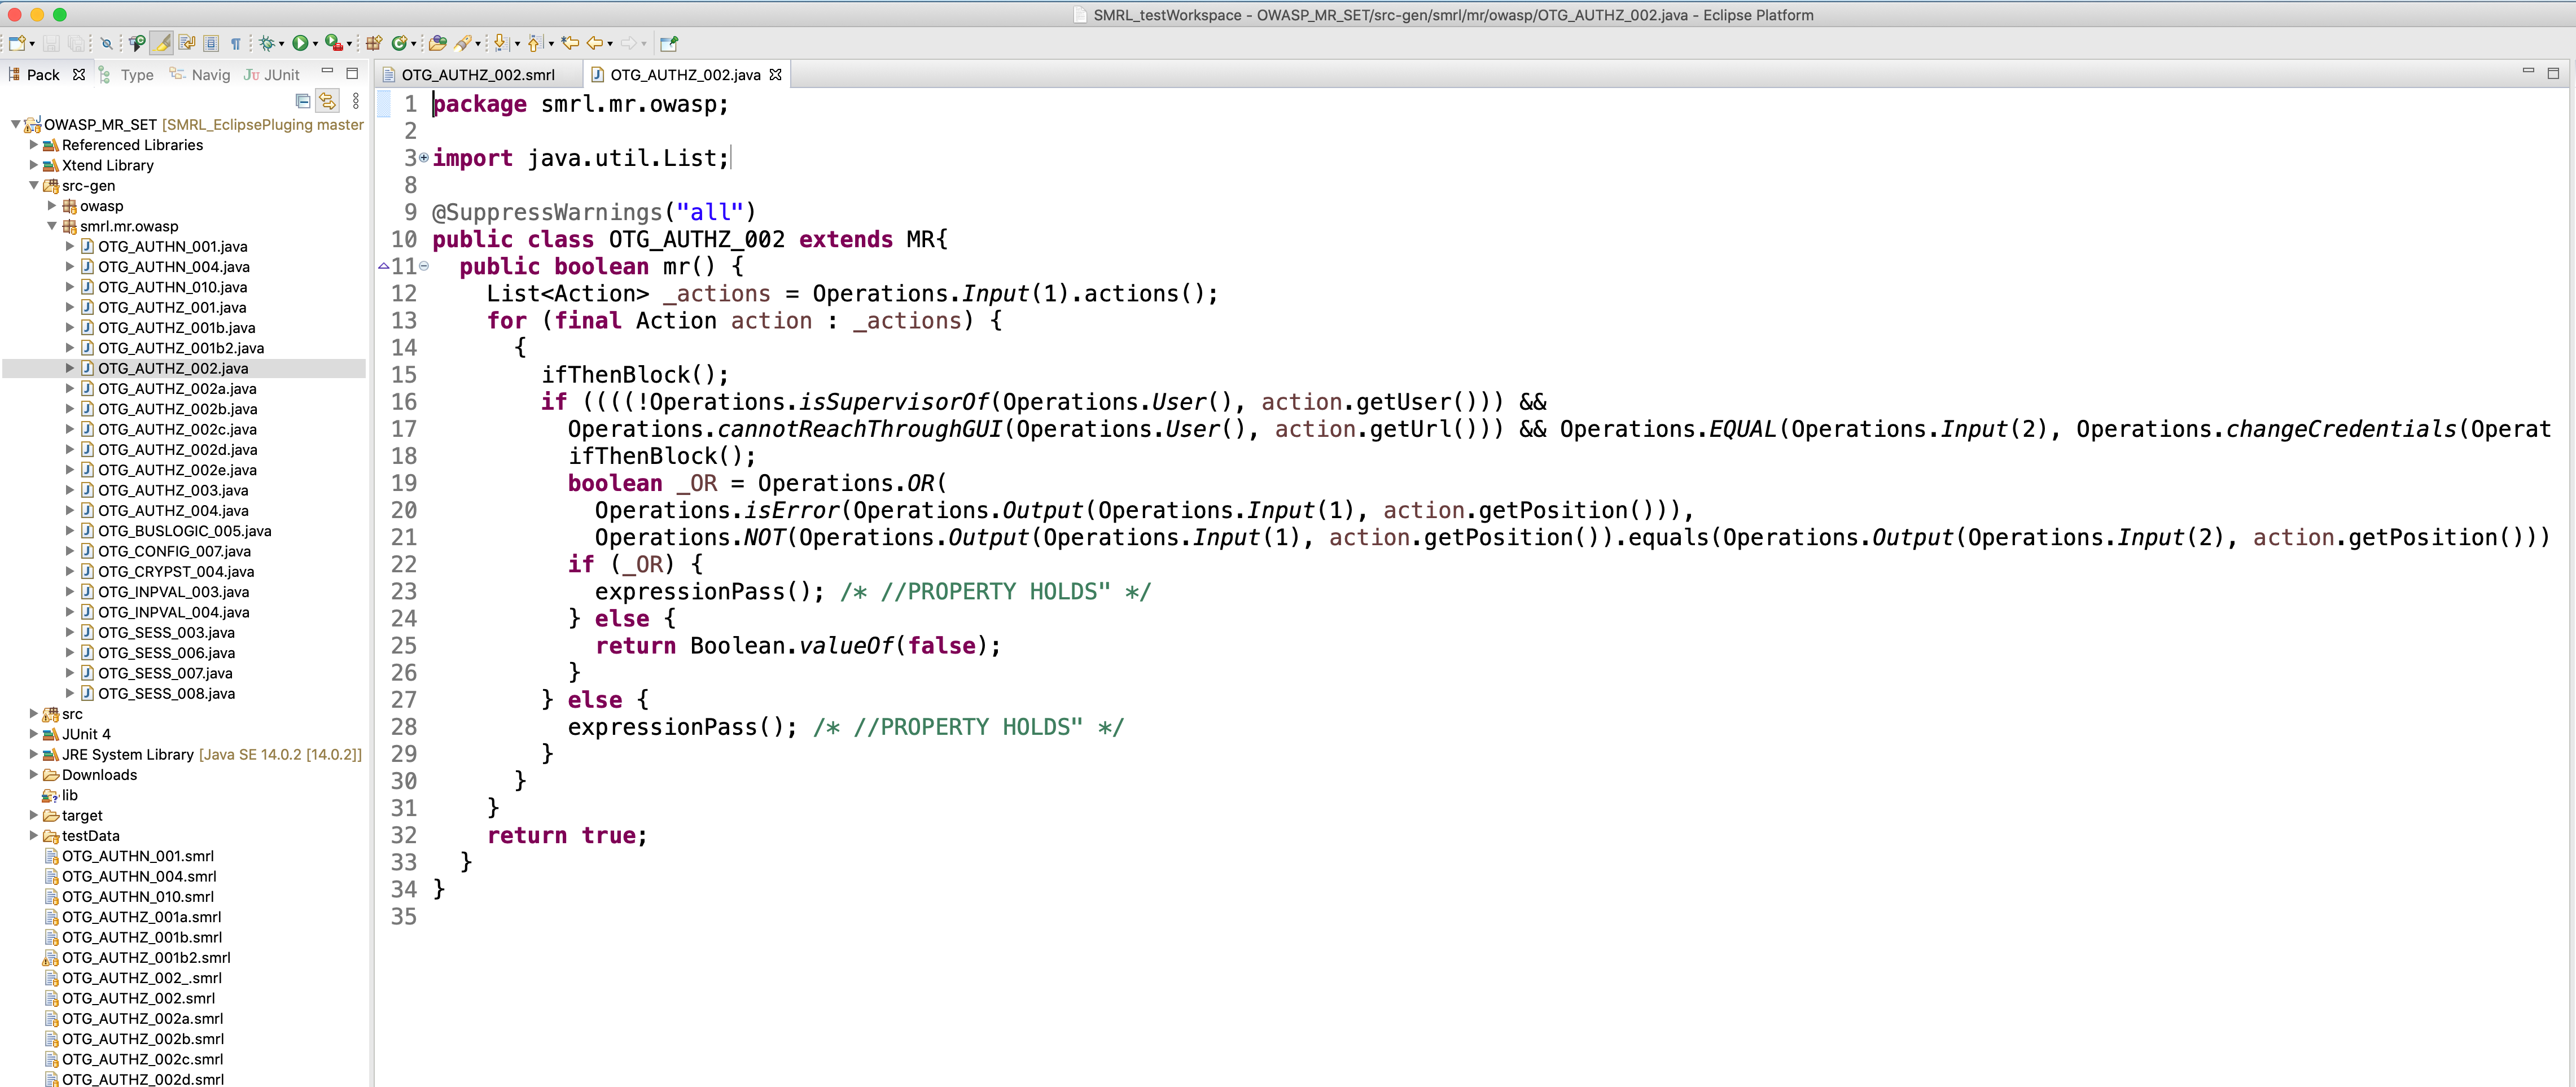 SMRL_testWorkspace - OWASP_MR_SET/src-gen/smrl/mr/owasp/OTG_AUTHZ_002.java - Eclipse Platform
Pack Type Navig JUnit
OWASP_MR_SET [SMRL_EclipsePluging master
Referenced Libraries
Xtend Library
src-gen
owasp
smrl.mr.owasp
OTG_AUTHN_001.java
OTG_AUTHN_004.java
OTG_AUTHN_010.java
OTG_AUTHZ_001.java
OTG_AUTHZ_001b.java
OTG_AUTHZ_001b2.java
OTG_AUTHZ_002.java
OTG_AUTHZ_002a.java
OTG_AUTHZ_002b.java
OTG_AUTHZ_002c.java
OTG_AUTHZ_002d.java
OTG_AUTHZ_002e.java
OTG_AUTHZ_003.java
OTG_AUTHZ_004.java
OTG_BUSLOGIC_005.java
OTG_CONFIG_007.java
OTG_CRYPST_004.java
OTG_INPVAL_003.java
OTG_INPVAL_004.java
OTG_SESS_003.java
OTG_SESS_006.java
OTG_SESS_007.java
OTG_SESS_008.java
src
JUnit 4
JRE System Library [Java SE 14.0.2 [14.0.2]]
Downloads
lib
target
testData
OTG_AUTHN_001.smrl
OTG_AUTHN_004.smrl
OTG_AUTHN_010.smrl
OTG_AUTHZ_001a.smrl
OTG_AUTHZ_001b.smrl
OTG_AUTHZ_001b2.smrl
OTG_AUTHZ_002_.smrl
OTG_AUTHZ_002.smrl
OTG_AUTHZ_002a.smrl
OTG_AUTHZ_002b.smrl
OTG_AUTHZ_002c.smrl
OTG_AUTHZ_002d.smrl
OTG_AUTHZ_002.smrl OTG_AUTHZ_002.java
1 package smrl.mr.owasp;
2
3 import java.util.List;
8
9 @SuppressWarnings("all")
10 public class OTG_AUTHZ_002 extends MR{
11 public boolean mr() {
12 List<Action> _actions = Operations.Input(1).actions();
13 for (final Action action : _actions) {
14 {
15 ifThenBlock();
16 if ((((!Operations.isSupervisorOf(Operations.User(), action.getUser())) &&
17 Operations.cannotReachThroughGUI(Operations.User(), action.getUrl())) && Operations.EQUAL(Operations.Input(2), Operations.changeCredentials(Operat
18 ifThenBlock();
19 boolean _OR = Operations.OR(
20 Operations.isError(Operations.Output(Operations.Input(1), action.getPosition())),
21 Operations.NOT(Operations.Output(Operations.Input(1), action.getPosition()).equals(Operations.Output(Operations.Input(2), action.getPosition()))
22 if (_OR) {
23 expressionPass(); /* //PROPERTY HOLDS" */
24 } else {
25 return Boolean.valueOf(false);
26 }
27 } else {
28 expressionPass(); /* //PROPERTY HOLDS" */
29 }
30 }
31 }
32 return true;
33 }
34 }
35